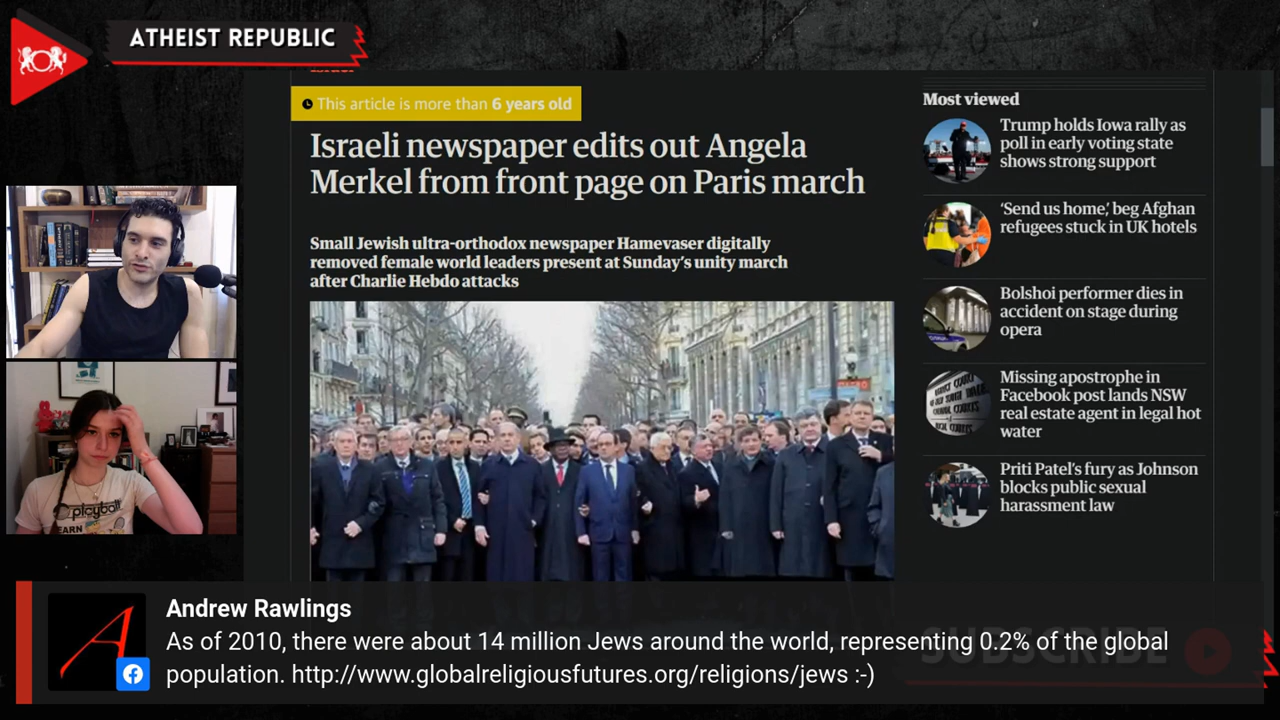 ATHEIST REPUBLIC
Israel
This article is more than 6 years old
Israeli newspaper edits out Angela
Merkel from front page on Paris march
Small Jewish ultra-orthodox newspaper Hamevaser digitally
removed female world leaders present at Sunday's unity march
after Charlie Hebdo attacks
Most viewed
Trump holds Iowa rally as
poll in early voting state
shows strong support
'Send us home,' beg Afghan
refugees stuck in UK hotels
Bolshoi performer dies in
accident on stage during
opera
Missing apostrophe in
Facebook post lands NSW
real estate agent in legal hot
water
Priti Patel's fury as Johnson
blocks public sexual
harassment law
playball
LEARN
Andrew Rawlings
As of 2010, there were about 14 million Jews around the world, representing 0.2% of the global
population. http://www.globalreligiousfutures.org/religions/jews :-)
SUBSCRIBE